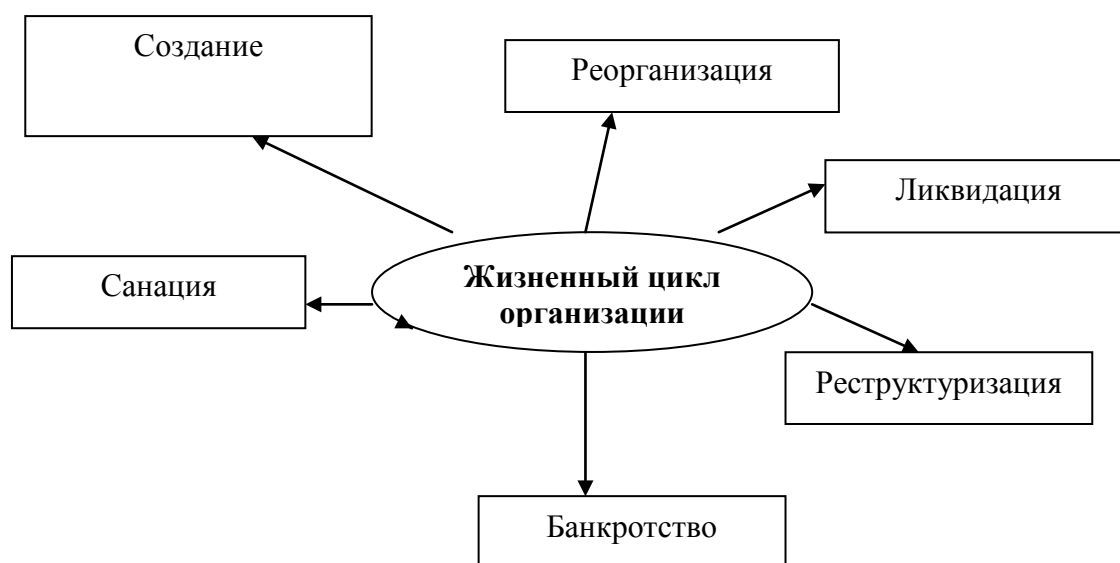 Создание
Реорганизация
Ликвидация
Санация
Жизненный цикл
организации
Реструктуризация
Банкротство